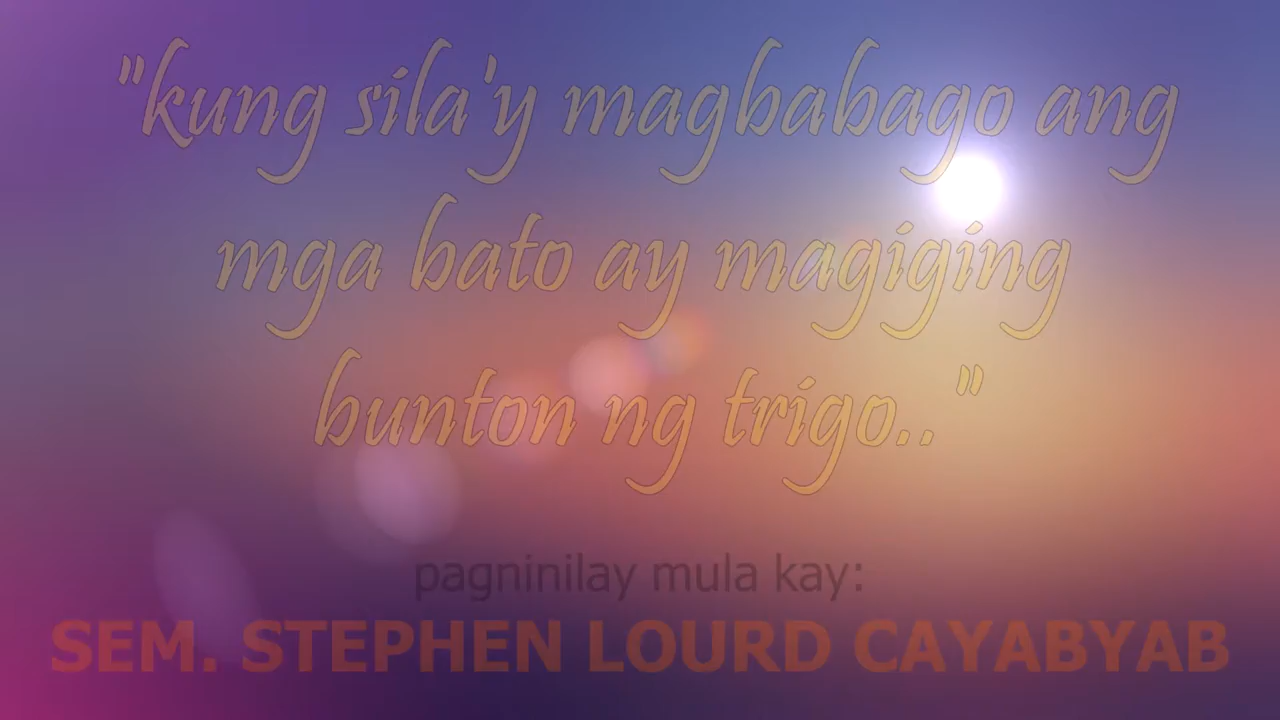 "kung sila'y magbabago ang
mga bato ay magiging
bunton ng trigo.."
pagninilay mula kay:
SEM. STEPHEN LOURD CAYABYAB